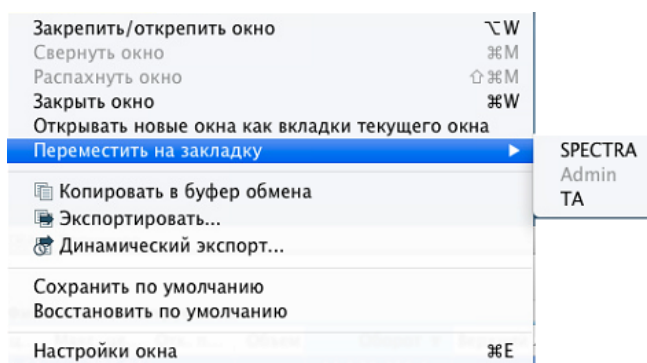 Закрепить/открепить окно ⌥W
Свернуть окно ⌘M
Распахнуть окно ⇧⌘M
Закрыть окно ⌘W
Открывать новые окна как вкладки текущего окна
Переместить на закладку
SPECTRA
Admin
TA
Копировать в буфер обмена
Экспортировать...
Динамический экспорт...
Сохранить по умолчанию
Восстановить по умолчанию
Настройки окна ⌘E